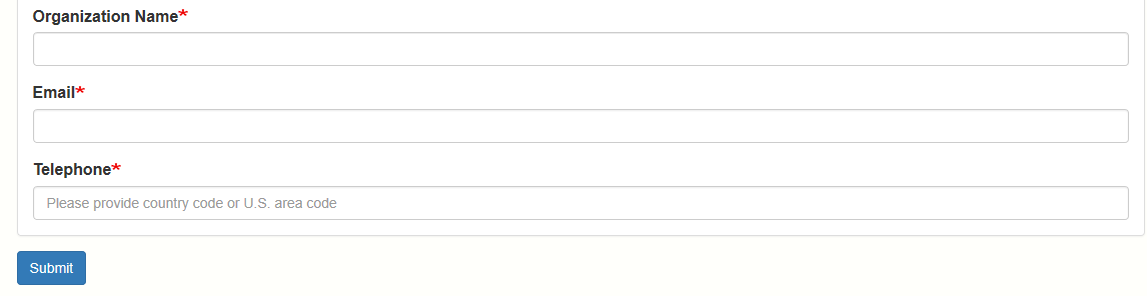 Organization Name*
Email*
Telephone*
Please provide country code or U.S. area code
Submit